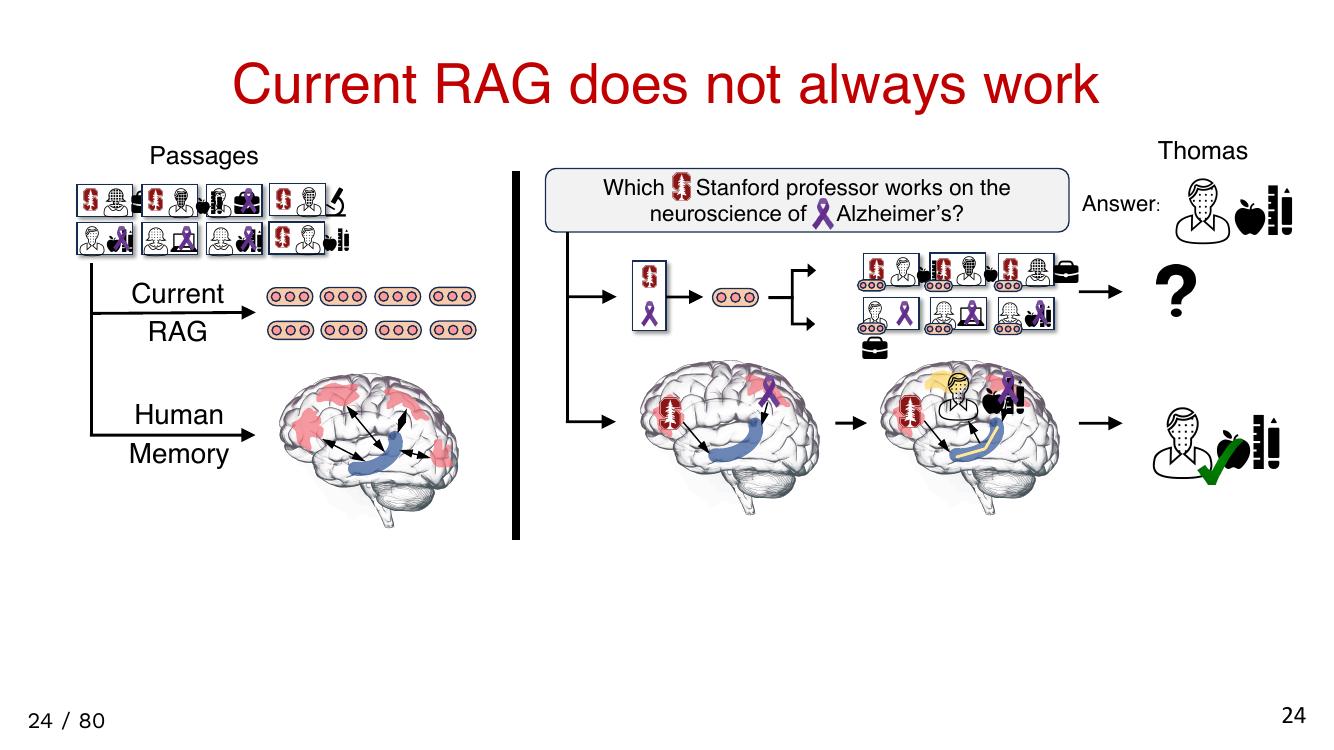 Current RAG does not always work
Passages
Current
RAG
Human
Memory
Which Stanford professor works on the
neuroscience of Alzheimer's?
Thomas
Answer:
?
24 / 80
24